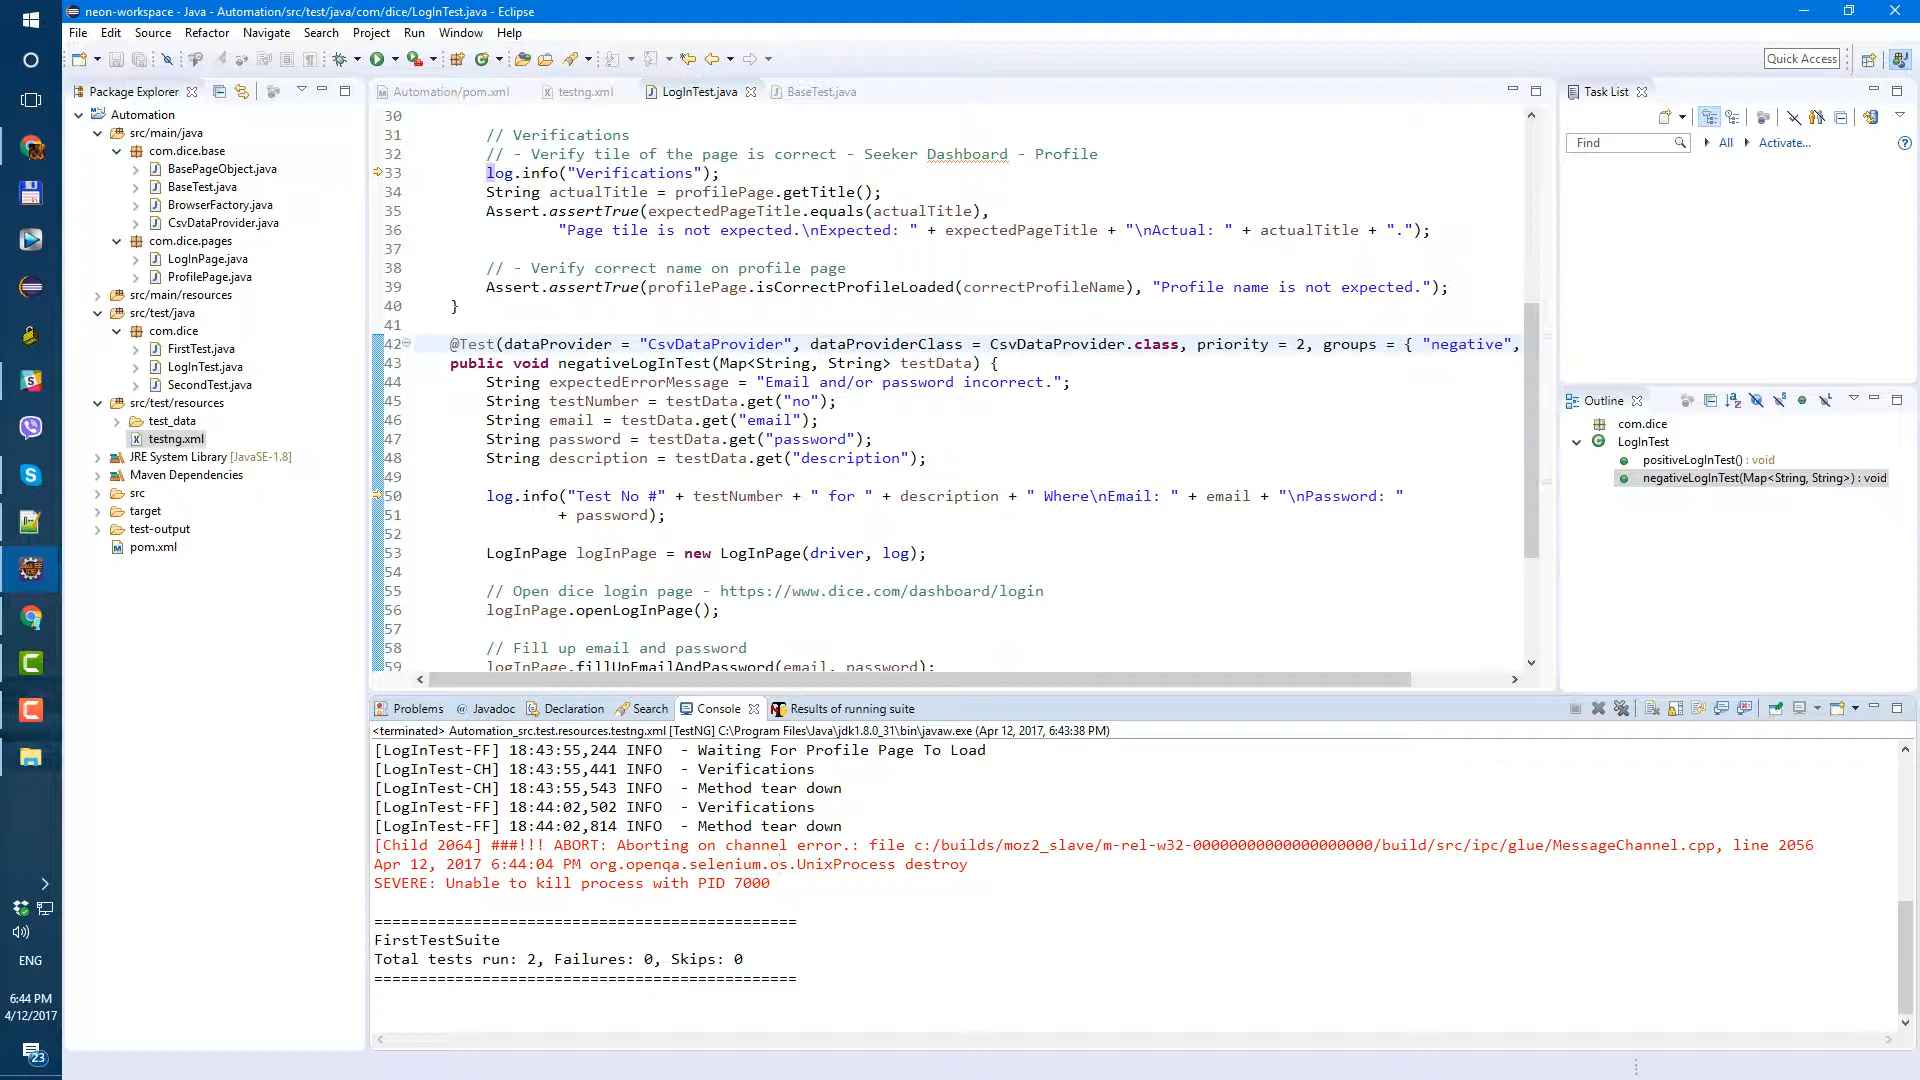 neon-workspace - Java - Automation/src/test/java/com/dice/LogInTest.java - Eclipse
File Edit Source Refactor Navigate Search Project Run Window Help
Quick Access
Package Explorer
Automation
src/main/java
com.dice.base
BasePageObject.java
BaseTest.java
BrowserFactory.java
CsvDataProvider.java
com.dice.pages
LogInPage.java
ProfilePage.java
src/main/resources
src/test/java
com.dice
FirstTest.java
LogInTest.java
SecondTest.java
src/test/resources
test_data
testng.xml
JRE System Library [JavaSE-1.8]
Maven Dependencies
src
target
test-output
pom.xml
Automation/pom.xml testng.xml LogInTest.java BaseTest.java
30
31 // Verifications
32 // - Verify tile of the page is correct - Seeker Dashboard - Profile
33 log.info("Verifications");
34 String actualTitle = profilePage.getTitle();
35 Assert.assertTrue(expectedPageTitle.equals(actualTitle),
36 "Page tile is not expected.\nExpected: " + expectedPageTitle + "\nActual: " + actualTitle + ".");
37
38 // - Verify correct name on profile page
39 Assert.assertTrue(profilePage.isCorrectProfileLoaded(correctProfileName), "Profile name is not expected.");
40 }
41
42 @Test(dataProvider = "CsvDataProvider", dataProviderClass = CsvDataProvider.class, priority = 2, groups = { "negative",
43 public void negativeLogInTest(Map<String, String> testData) {
44 String expectedErrorMessage = "Email and/or password incorrect.";
45 String testNumber = testData.get("no");
46 String email = testData.get("email");
47 String password = testData.get("password");
48 String description = testData.get("description");
49
50 log.info("Test No #" + testNumber + " for " + description + " Where\nEmail: " + email + "\nPassword: "
51 + password);
52
53 LogInPage logInPage = new LogInPage(driver, log);
54
55 // Open dice login page - https://www.dice.com/dashboard/login
56 logInPage.openLogInPage();
57
58 // Fill up email and password
59 logInPage.fillUpEmailAndPassword(email, password);
Task List
Find All Activate...
Outline
com.dice
LogInTest
positiveLogInTest() : void
negativeLogInTest(Map<String, String>) : void
Problems @ Javadoc Declaration Search Console Results of running suite
<terminated> Automation_src.test.resources.testng.xml [TestNG] C:\Program Files\Java\jdk1.8.0_31\bin\javaw.exe (Apr 12, 2017, 6:43:38 PM)
[LogInTest-FF] 18:43:55,244 INFO - Waiting For Profile Page To Load
[LogInTest-CH] 18:43:55,441 INFO - Verifications
[LogInTest-CH] 18:43:55,543 INFO - Method tear down
[LogInTest-FF] 18:44:02,502 INFO - Verifications
[LogInTest-FF] 18:44:02,814 INFO - Method tear down
[Child 2064] ###!!! ABORT: Aborting on channel error.: file c:/builds/moz2_slave/m-rel-w32-00000000000000000000/build/src/ipc/glue/MessageChannel.cpp, line 2056
Apr 12, 2017 6:44:04 PM org.openqa.selenium.os.UnixProcess destroy
SEVERE: Unable to kill process with PID 7000
===============================================
FirstTestSuite
Total tests run: 2, Failures: 0, Skips: 0
===============================================
ENG
6:44 PM
4/12/2017
23